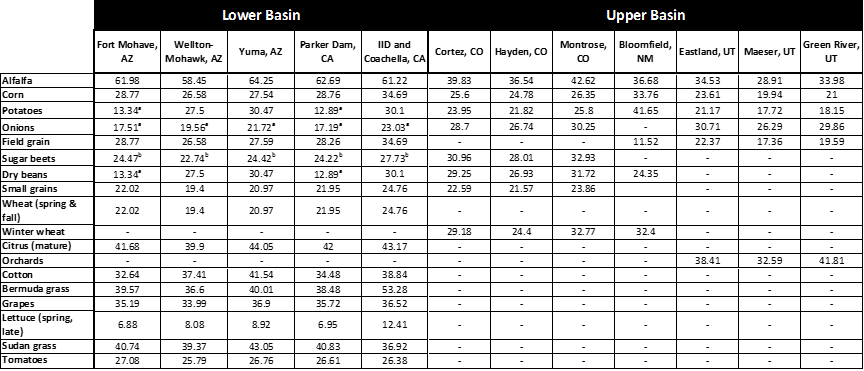 Lower Basin Upper Basin
Fort Mohave, AZ Wellton-Mohawk, AZ Yuma, AZ Parker Dam, CA IID and Coachella, CA Cortez, CO Hayden, CO Montrose, CO Bloomfield, NM Eastland, UT Maeser, UT Green River, UT
Alfalfa 61.98 58.45 64.25 62.69 61.22 39.83 36.54 42.62 36.68 34.53 28.91 33.98
Corn 28.77 26.58 27.54 28.76 34.69 25.6 24.78 26.35 33.76 23.61 19.94 21
Potatoes 13.34ᵃ 27.5 30.47 12.89ᵃ 30.1 23.95 21.82 25.8 41.65 21.17 17.72 18.15
Onions 17.51ᵃ 19.56ᵃ 21.72ᵃ 17.19ᵃ 23.03ᵃ 28.7 26.74 30.25 - 30.71 26.29 29.86
Field grain 28.77 26.58 27.59 28.26 34.69 - - - 11.52 22.37 17.36 19.59
Sugar beets 24.47ᵇ 22.74ᵇ 24.42ᵇ 24.22ᵇ 27.73ᵇ 30.96 28.01 32.93 - - - -
Dry beans 13.34ᵃ 27.5 30.47 12.89ᵃ 30.1 29.25 26.93 31.72 24.35 - - -
Small grains 22.02 19.4 20.97 21.95 24.76 22.59 21.57 23.86 - - - -
Wheat (spring & fall) 22.02 19.4 20.97 21.95 24.76 - - - - - - -
Winter wheat - - - - - 29.18 24.4 32.77 32.4 - - -
Citrus (mature) 41.68 39.9 44.05 42 43.17 - - - - - - -
Orchards - - - - - - - - - 38.41 32.59 41.81
Cotton 32.64 37.41 41.54 34.48 38.84 - - - - - - -
Bermuda grass 39.57 36.6 40.01 38.48 53.28 - - - - - - -
Grapes 35.19 33.99 36.9 35.72 36.52 - - - - - - -
Lettuce (spring, late) 6.88 8.08 8.92 6.95 12.41 - - - - - - -
Sudan grass 40.74 39.37 43.05 40.83 36.92 - - - - - - -
Tomatoes 27.08 25.79 26.76 26.61 26.38 - - - - - - -